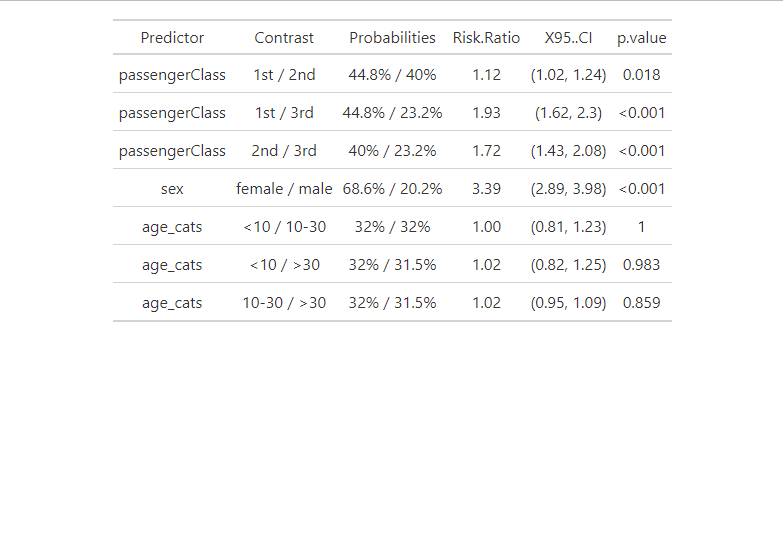 Predictor Contrast Probabilities Risk.Ratio X95..CI p.value
passengerClass 1st / 2nd 44.8% / 40% 1.12 (1.02, 1.24) 0.018
passengerClass 1st / 3rd 44.8% / 23.2% 1.93 (1.62, 2.3) <0.001
passengerClass 2nd / 3rd 40% / 23.2% 1.72 (1.43, 2.08) <0.001
sex female / male 68.6% / 20.2% 3.39 (2.89, 3.98) <0.001
age_cats <10 / 10-30 32% / 32% 1.00 (0.81, 1.23) 1
age_cats <10 / >30 32% / 31.5% 1.02 (0.82, 1.25) 0.983
age_cats 10-30 / >30 32% / 31.5% 1.02 (0.95, 1.09) 0.859